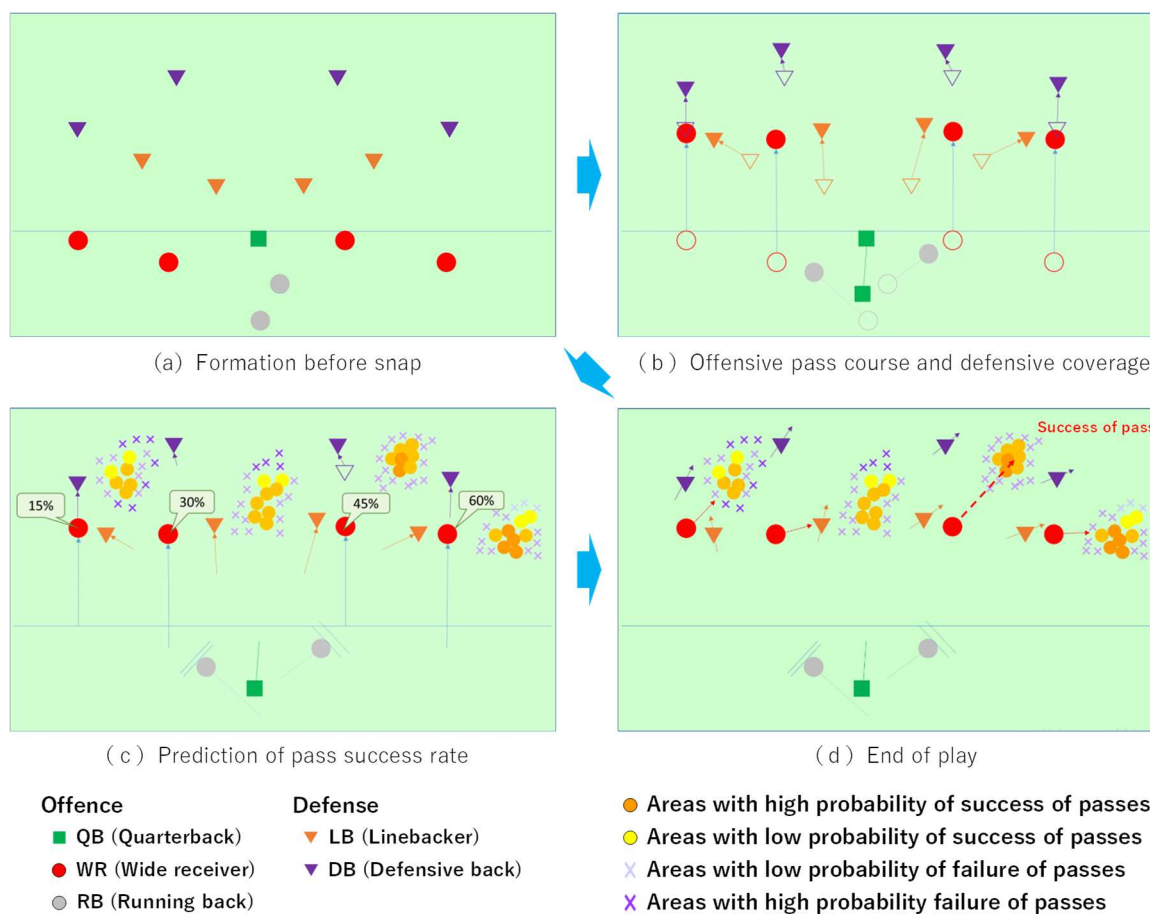 (a) Formation before snap
(b) Offensive pass course and defensive coverage
Success of pass
15%
30%
45%
60%
(c) Prediction of pass success rate
(d) End of play
Offence
QB (Quarterback)
WR (Wide receiver)
RB (Running back)
Defense
LB (Linebacker)
DB (Defensive back)
Areas with high probability of success of passes
Areas with low probability of success of passes
Areas with low probability of failure of passes
Areas with high probability failure of passes